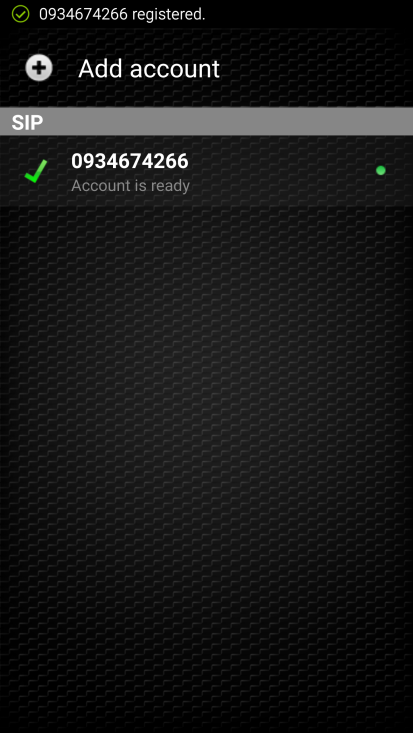 0934674266 registered.
Add account
SIP
0934674266
Account is ready